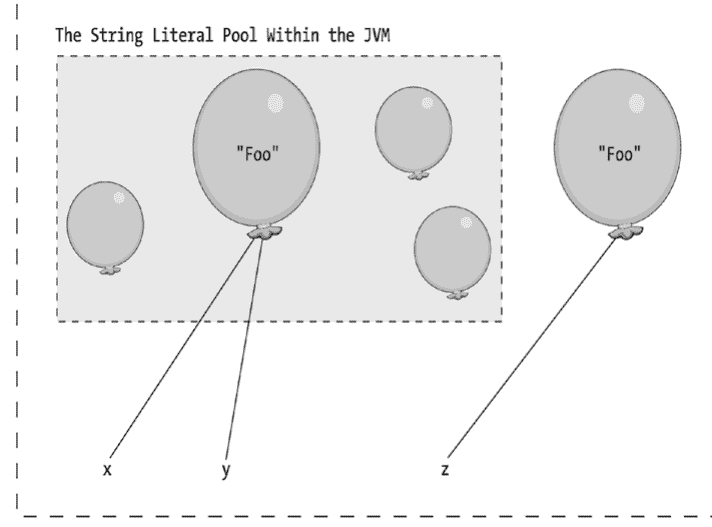 The String Literal Pool Within the JVM
"Foo"
"Foo"
x
y
z